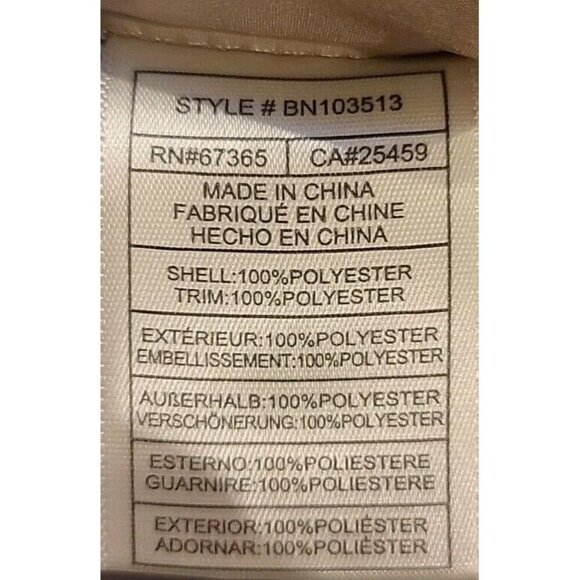 STYLE # BN103513
RN#67365 CA#25459
MADE IN CHINA
FABRIQUÉ EN CHINE
HECHO EN CHINA
SHELL:100%POLYESTER
TRIM:100%POLYESTER
EXTÉRIEUR:100%POLYESTER
EMBELLISSEMENT:100%POLYESTER
AUßERHALB:100%POLYESTER
VERSCHÖNERUNG:100%POLYESTER
ESTERNO:100%POLIESTERE
GUARNIRE:100%POLIESTERE
EXTERIOR:100%POLIÉSTER
ADORNAR:100%POLIÉSTER